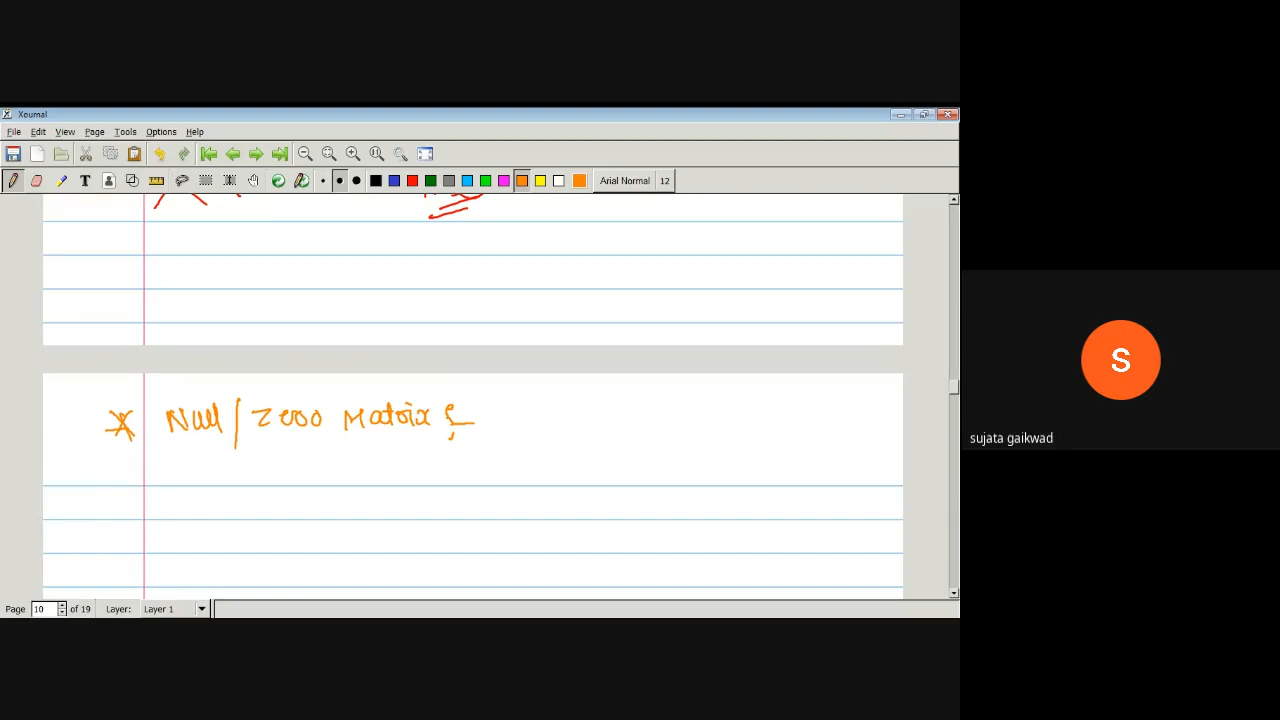 Xournal
File Edit View Page Tools Options Help
T Arial Normal 12
* Null / Zero Matrix :-
Page 10 of 19 Layer: Layer 1
S
sujata gaikwad